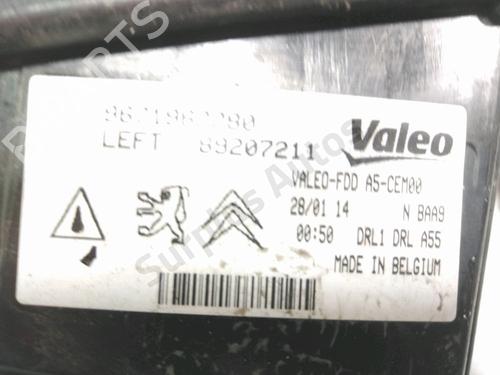 LEFT 89207211
Valeo
VALEO-FDD A5-CEM00
28/01 14 N BAA9
00:50 DRL1 DRL A55
MADE IN BELGIUM